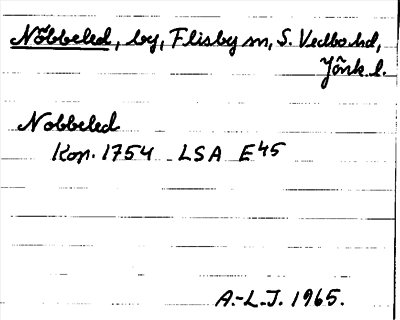 Nöbbeled, by, Flisby sn, S. Vedbo hd,
Jönk. l.
Nobbeled
Kop. 1754 LSA E45
A.-L.J. 1965.